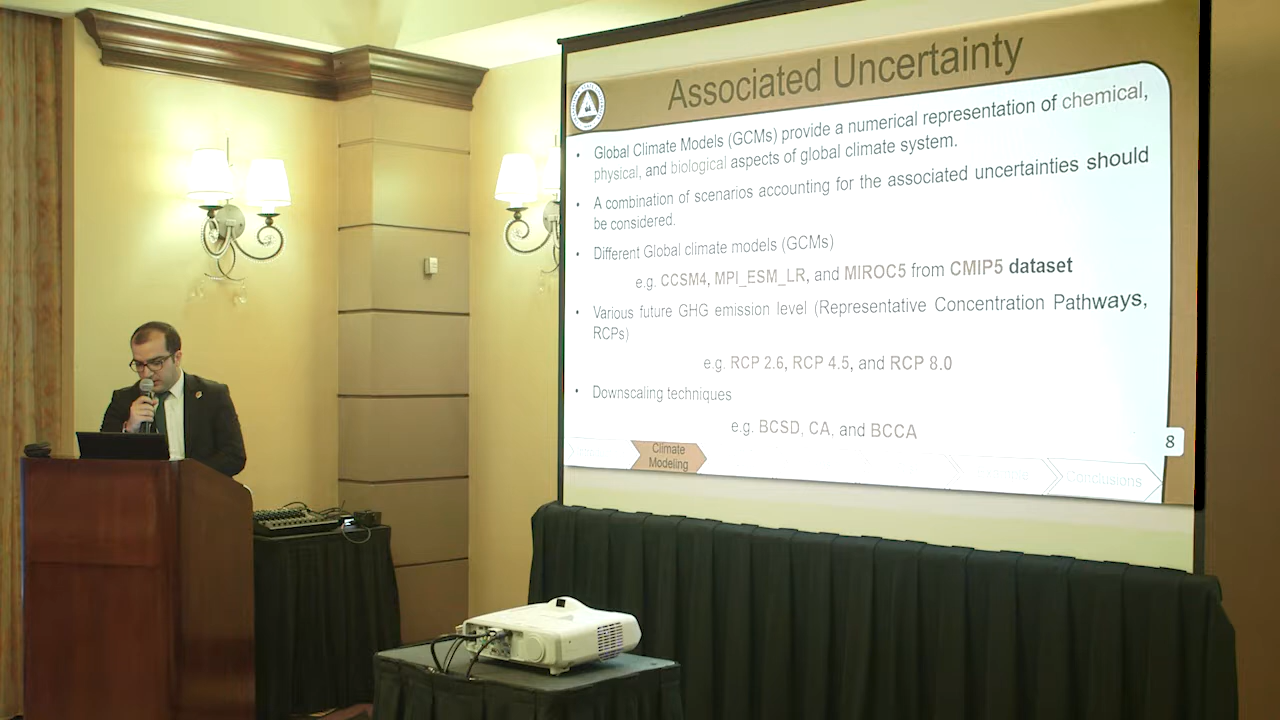 Associated Uncertainty
• Global Climate Models (GCMs) provide a numerical representation of chemical,
physical, and biological aspects of global climate system.
• A combination of scenarios accounting for the associated uncertainties should
be considered.
• Different Global climate models (GCMs)
e.g. CCSM4, MPI_ESM_LR, and MIROC5 from CMIP5 dataset
• Various future GHG emission level (Representative Concentration Pathways,
RCPs)
e.g. RCP 2.6, RCP 4.5, and RCP 8.0
• Downscaling techniques
e.g. BCSD, CA, and BCCA
8
Climate
Modeling
Conclusions